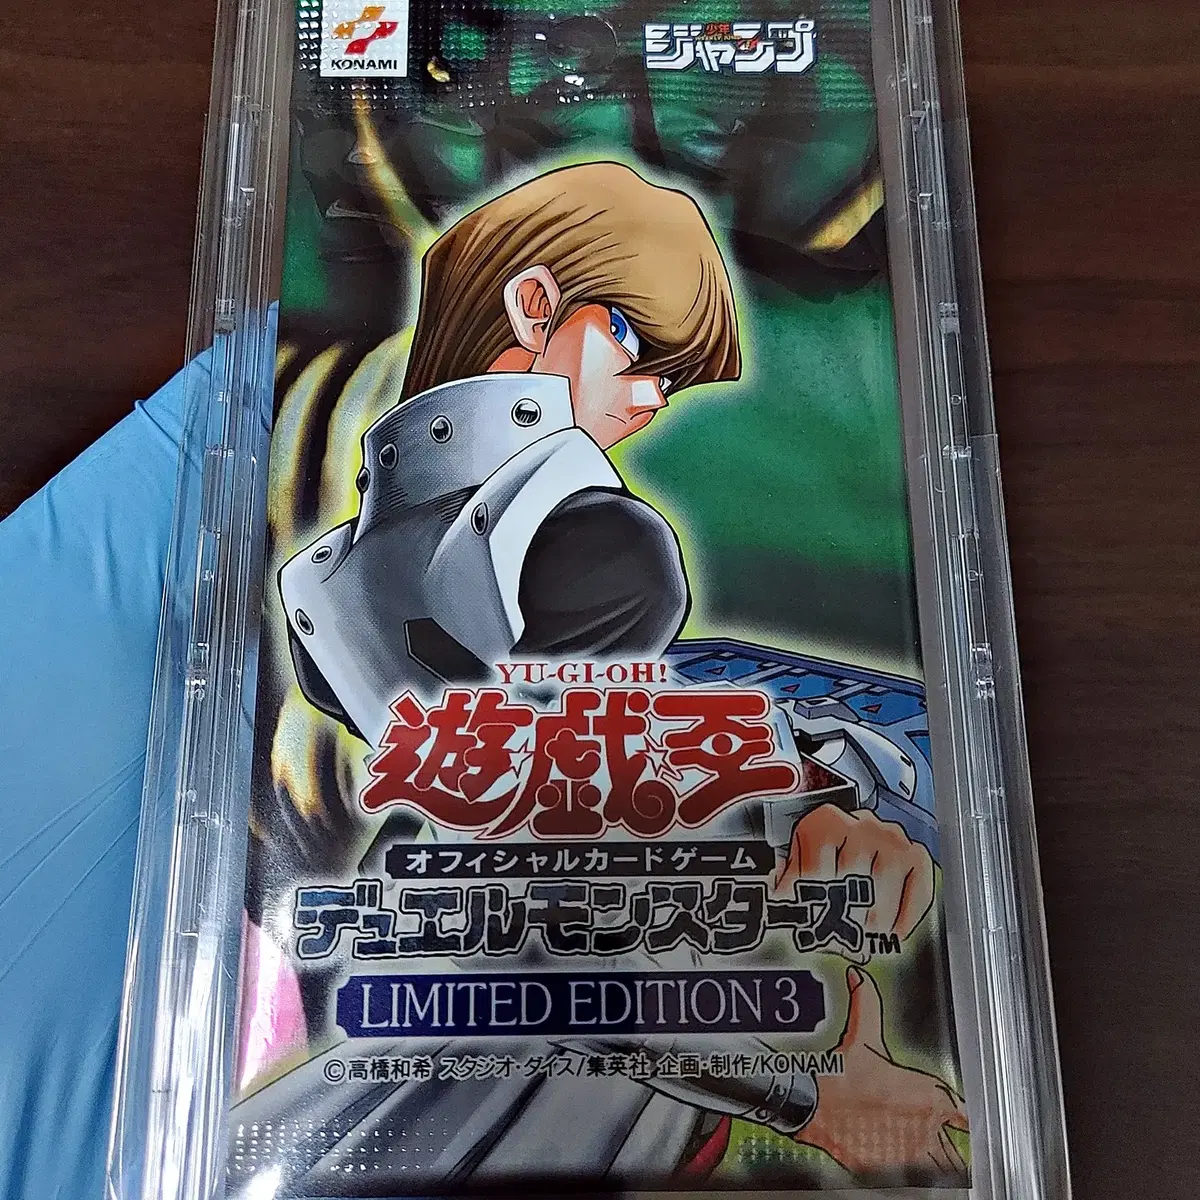 KONAMI
少年
ジャンプ
YU-GI-OH!
遊戯王
オフィシャルカードゲーム
デュエルモンスターズ™
LIMITED EDITION 3
©高橋和希 スタジオ・ダイス/集英社 企画・制作/KONAMI